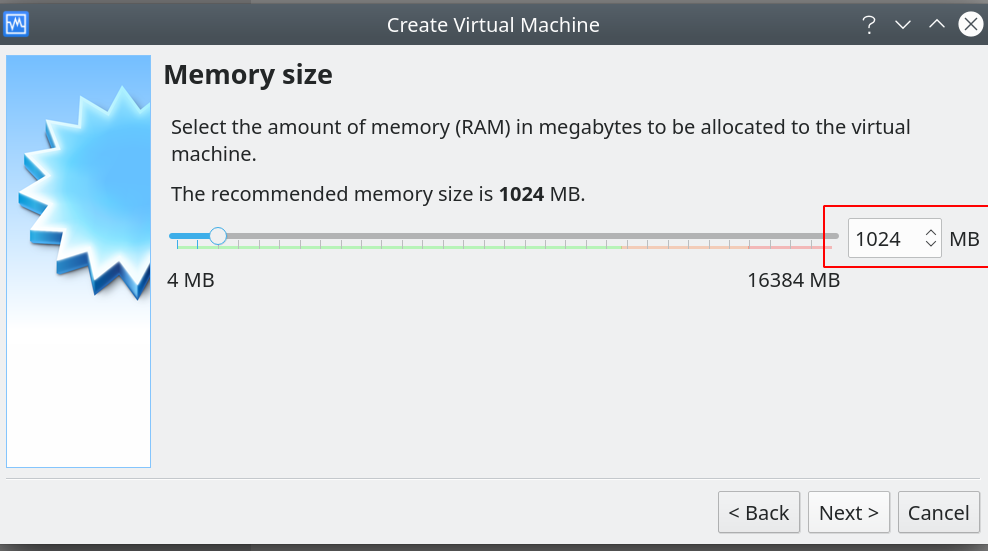 Create Virtual Machine
Memory size
Select the amount of memory (RAM) in megabytes to be allocated to the virtual
machine.
The recommended memory size is 1024 MB.
1024 MB
4 MB 16384 MB
< Back Next > Cancel